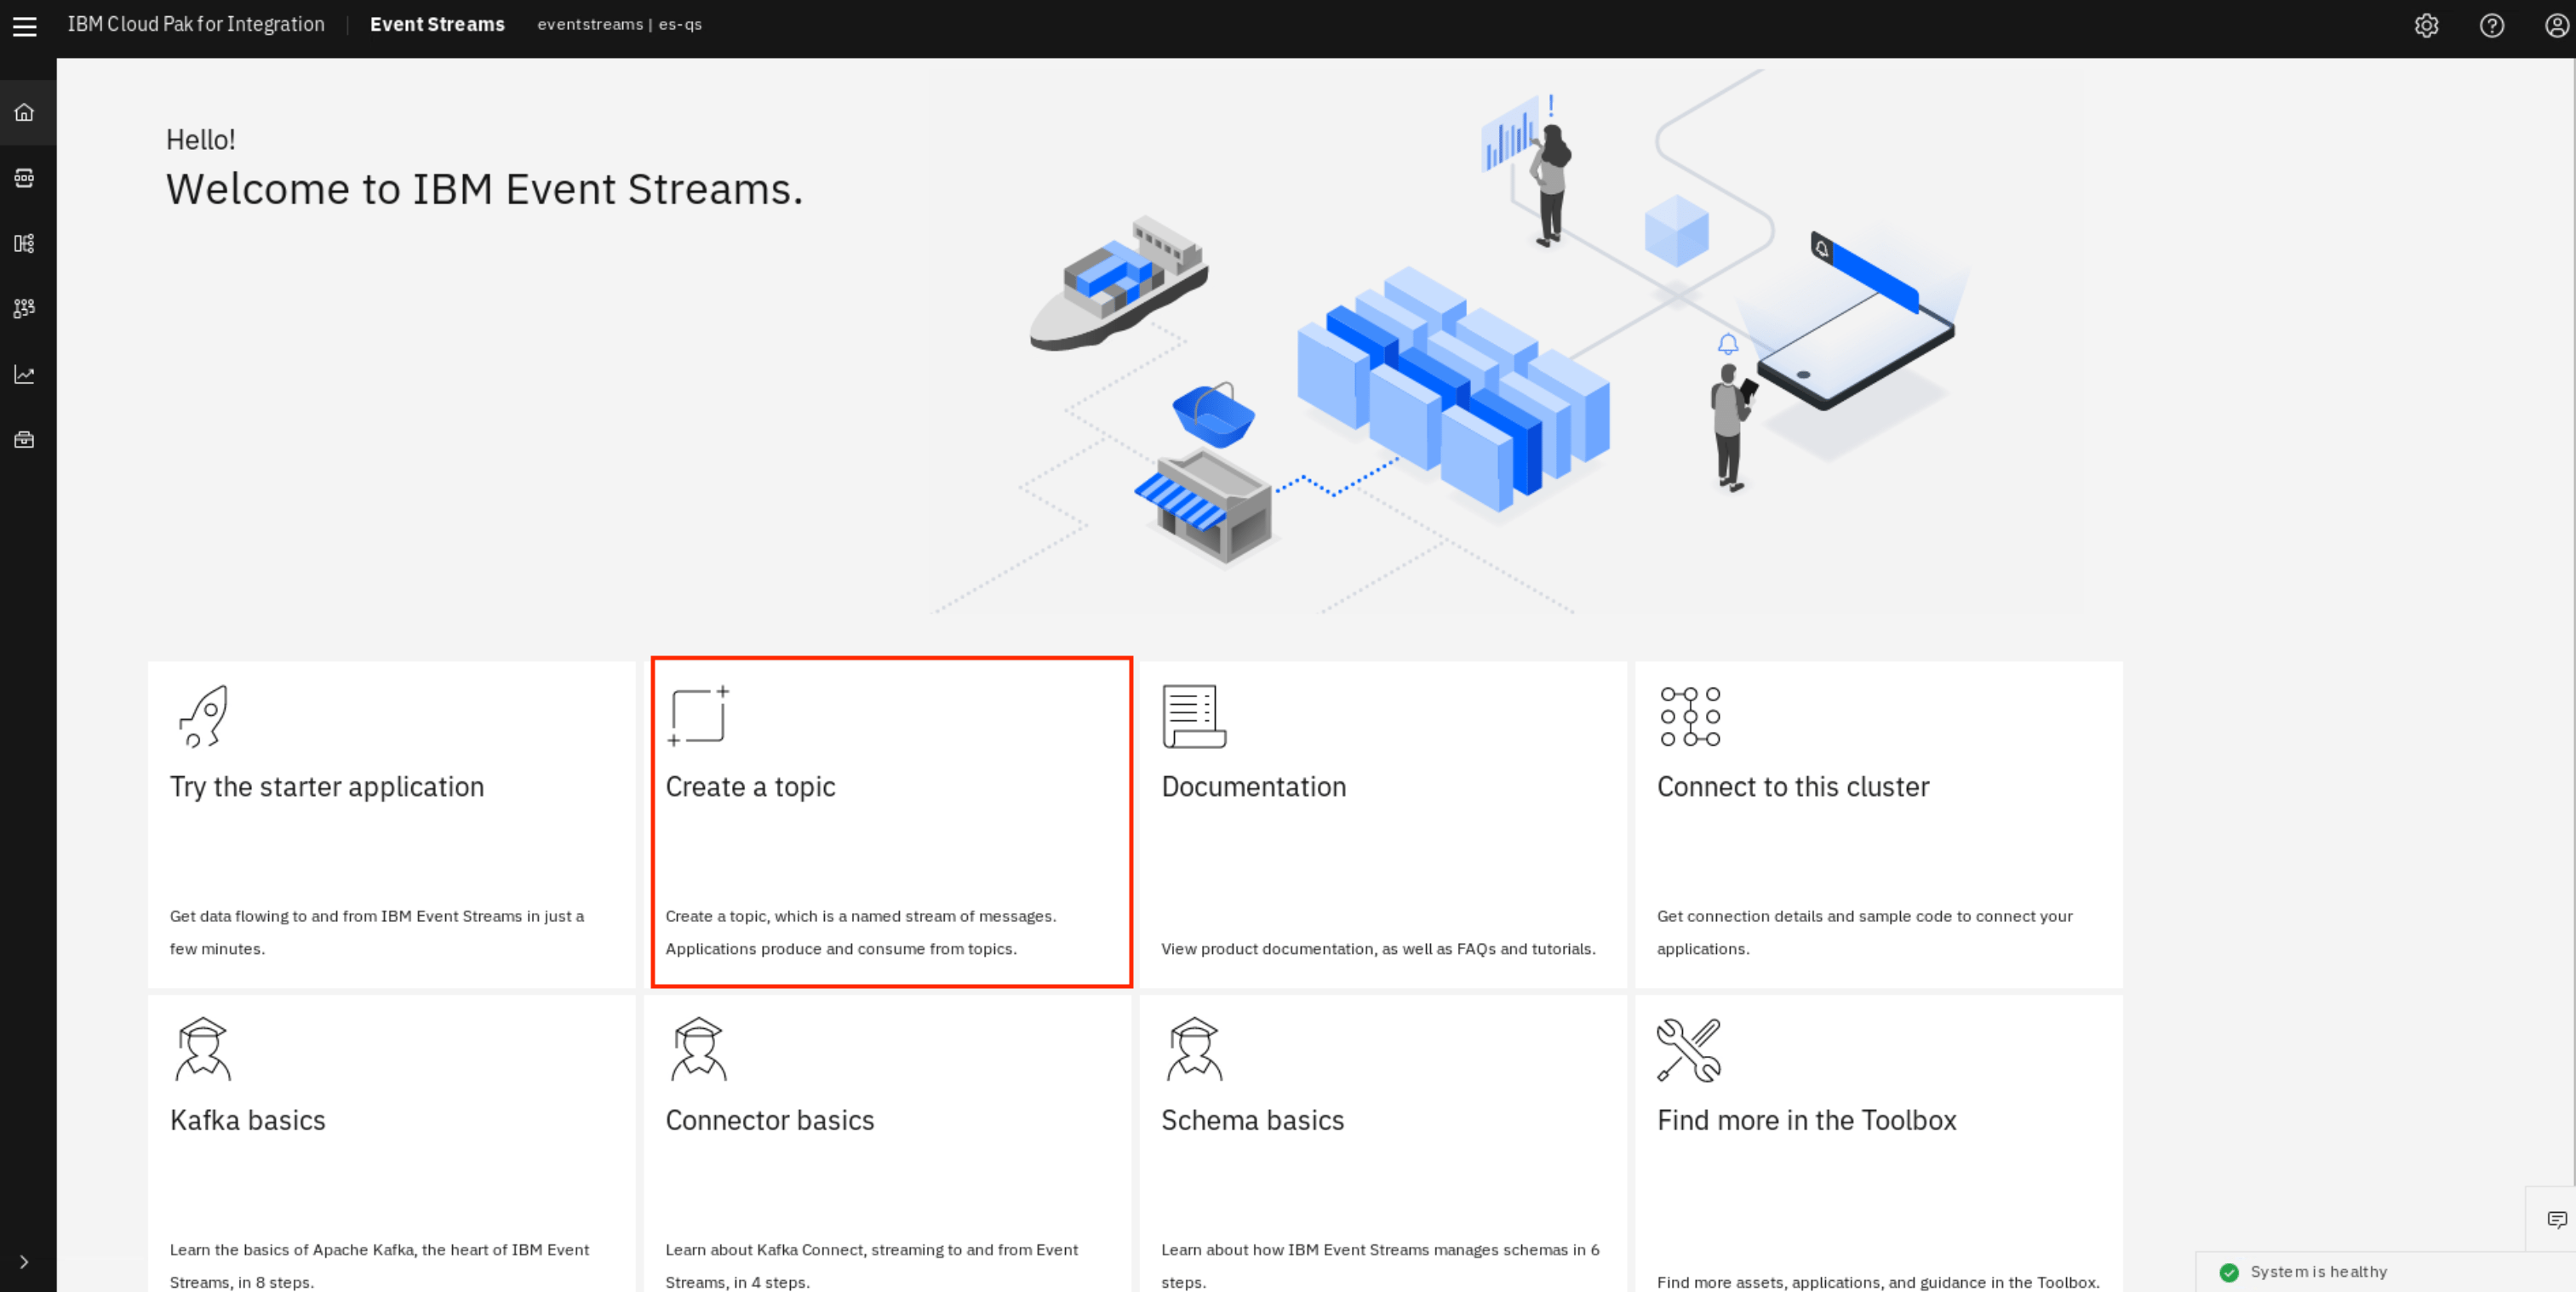 IBM Cloud Pak for Integration | Event Streams eventstreams | es-qs
Hello!
Welcome to IBM Event Streams.
Try the starter application
Get data flowing to and from IBM Event Streams in just a
few minutes.
Create a topic
Create a topic, which is a named stream of messages.
Applications produce and consume from topics.
Documentation
View product documentation, as well as FAQs and tutorials.
Connect to this cluster
Get connection details and sample code to connect your
applications.
Kafka basics
Learn the basics of Apache Kafka, the heart of IBM Event
Streams, in 8 steps.
Connector basics
Learn about Kafka Connect, streaming to and from Event
Streams, in 4 steps.
Schema basics
Learn about how IBM Event Streams manages schemas in 6
steps.
Find more in the Toolbox
Find more assets, applications, and guidance in the Toolbox.
System is healthy